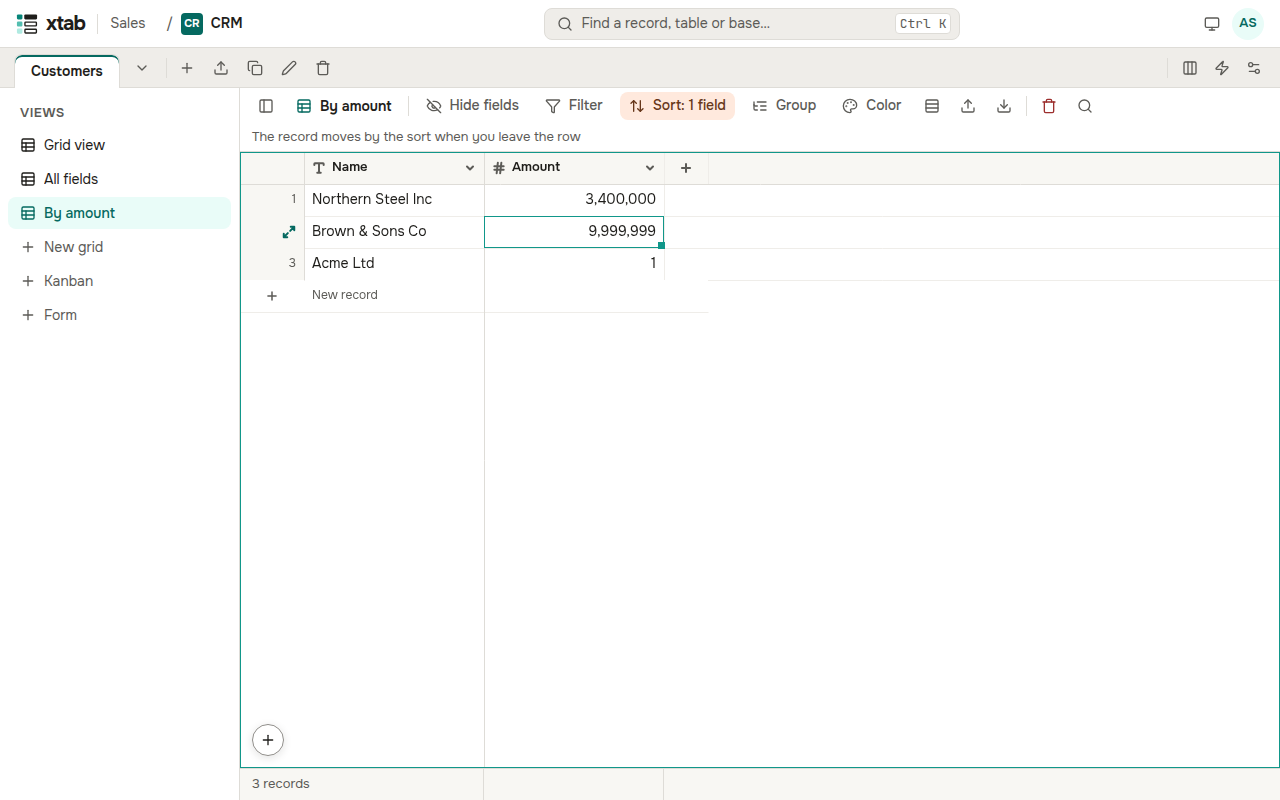 xtab Sales / CR CRM Find a record, table or base... Ctrl K AS
Customers
VIEWS
Grid view
All fields
By amount
New grid
Kanban
Form
By amount Hide fields Filter Sort: 1 field Group Color
The record moves by the sort when you leave the row
Name Amount
1 Northern Steel Inc 3,400,000
Brown & Sons Co 9,999,999
3 Acme Ltd 1
New record
3 records